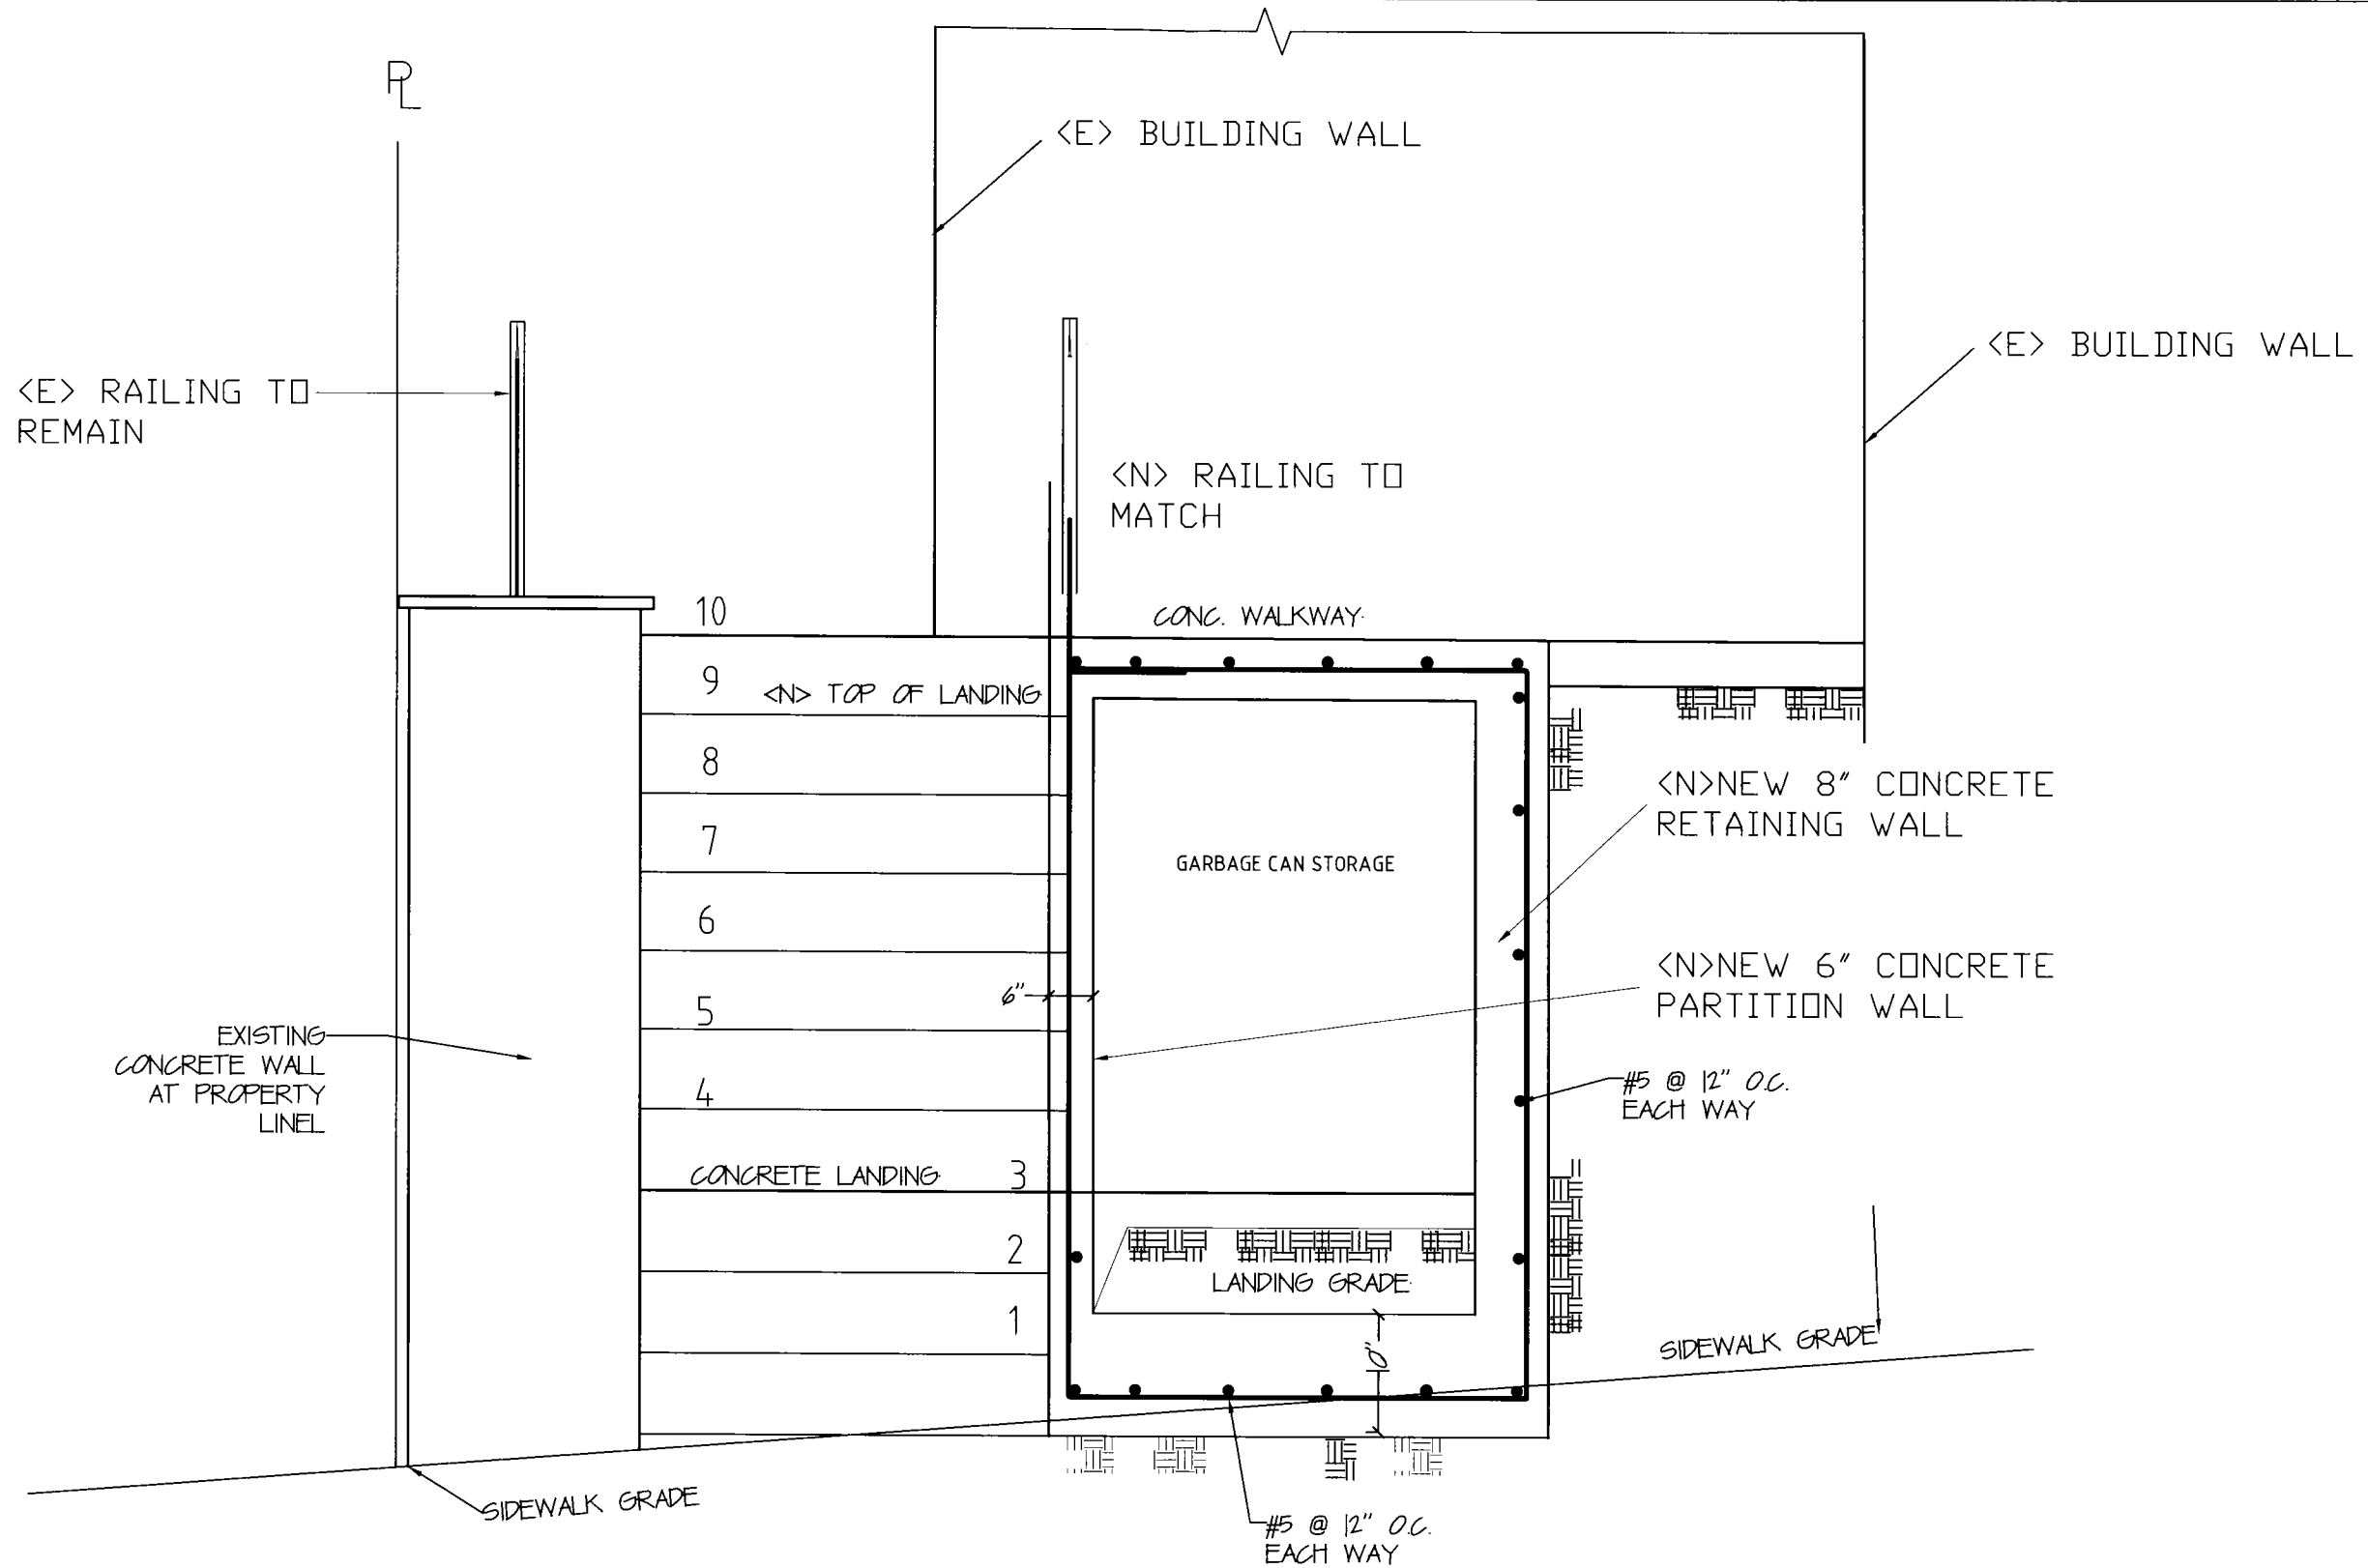 PL
<E> BUILDING WALL
<E> BUILDING WALL
<E> RAILING TO
REMAIN
<N> RAILING TO
MATCH
CONC. WALKWAY
10
9
<N> TOP OF LANDING
8
7
6
5
4
CONCRETE LANDING
3
2
1
GARBAGE CAN STORAGE
<N>NEW 8" CONCRETE
RETAINING WALL
<N>NEW 6" CONCRETE
PARTITION WALL
6"
EXISTING
CONCRETE WALL
AT PROPERTY
LINEL
#5 @ 12" O.C.
EACH WAY
LANDING GRADE
10"
SIDEWALK GRADE
SIDEWALK GRADE
#5 @ 12" O.C.
EACH WAY